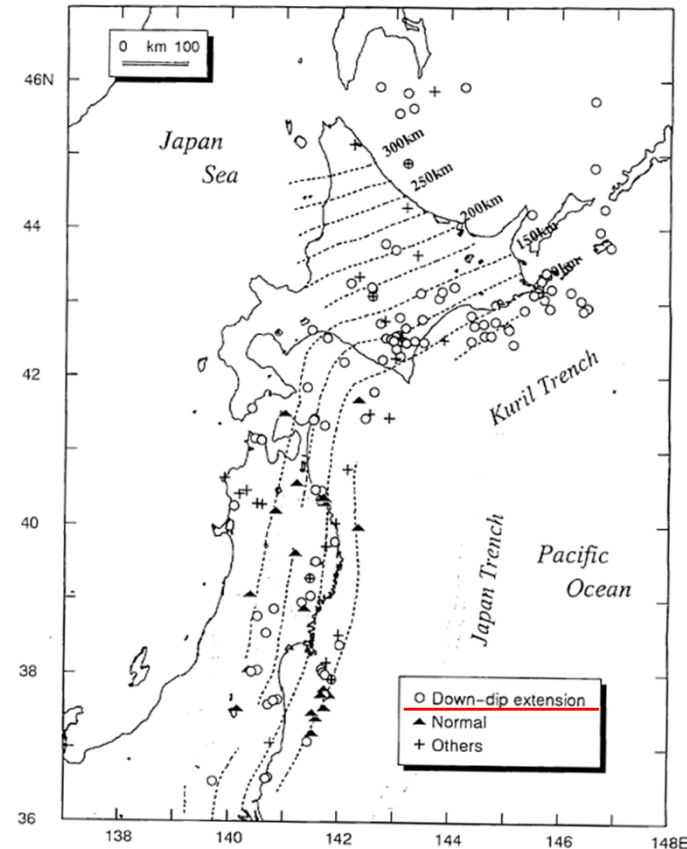 0 km 100
46N
Japan
Sea
300km
250km
200km
150km
44
42
Kuril Trench
40
Japan Trench
Pacific
Ocean
38
Down-dip extension
Normal
Others
36
138
140
142
144
146
148E